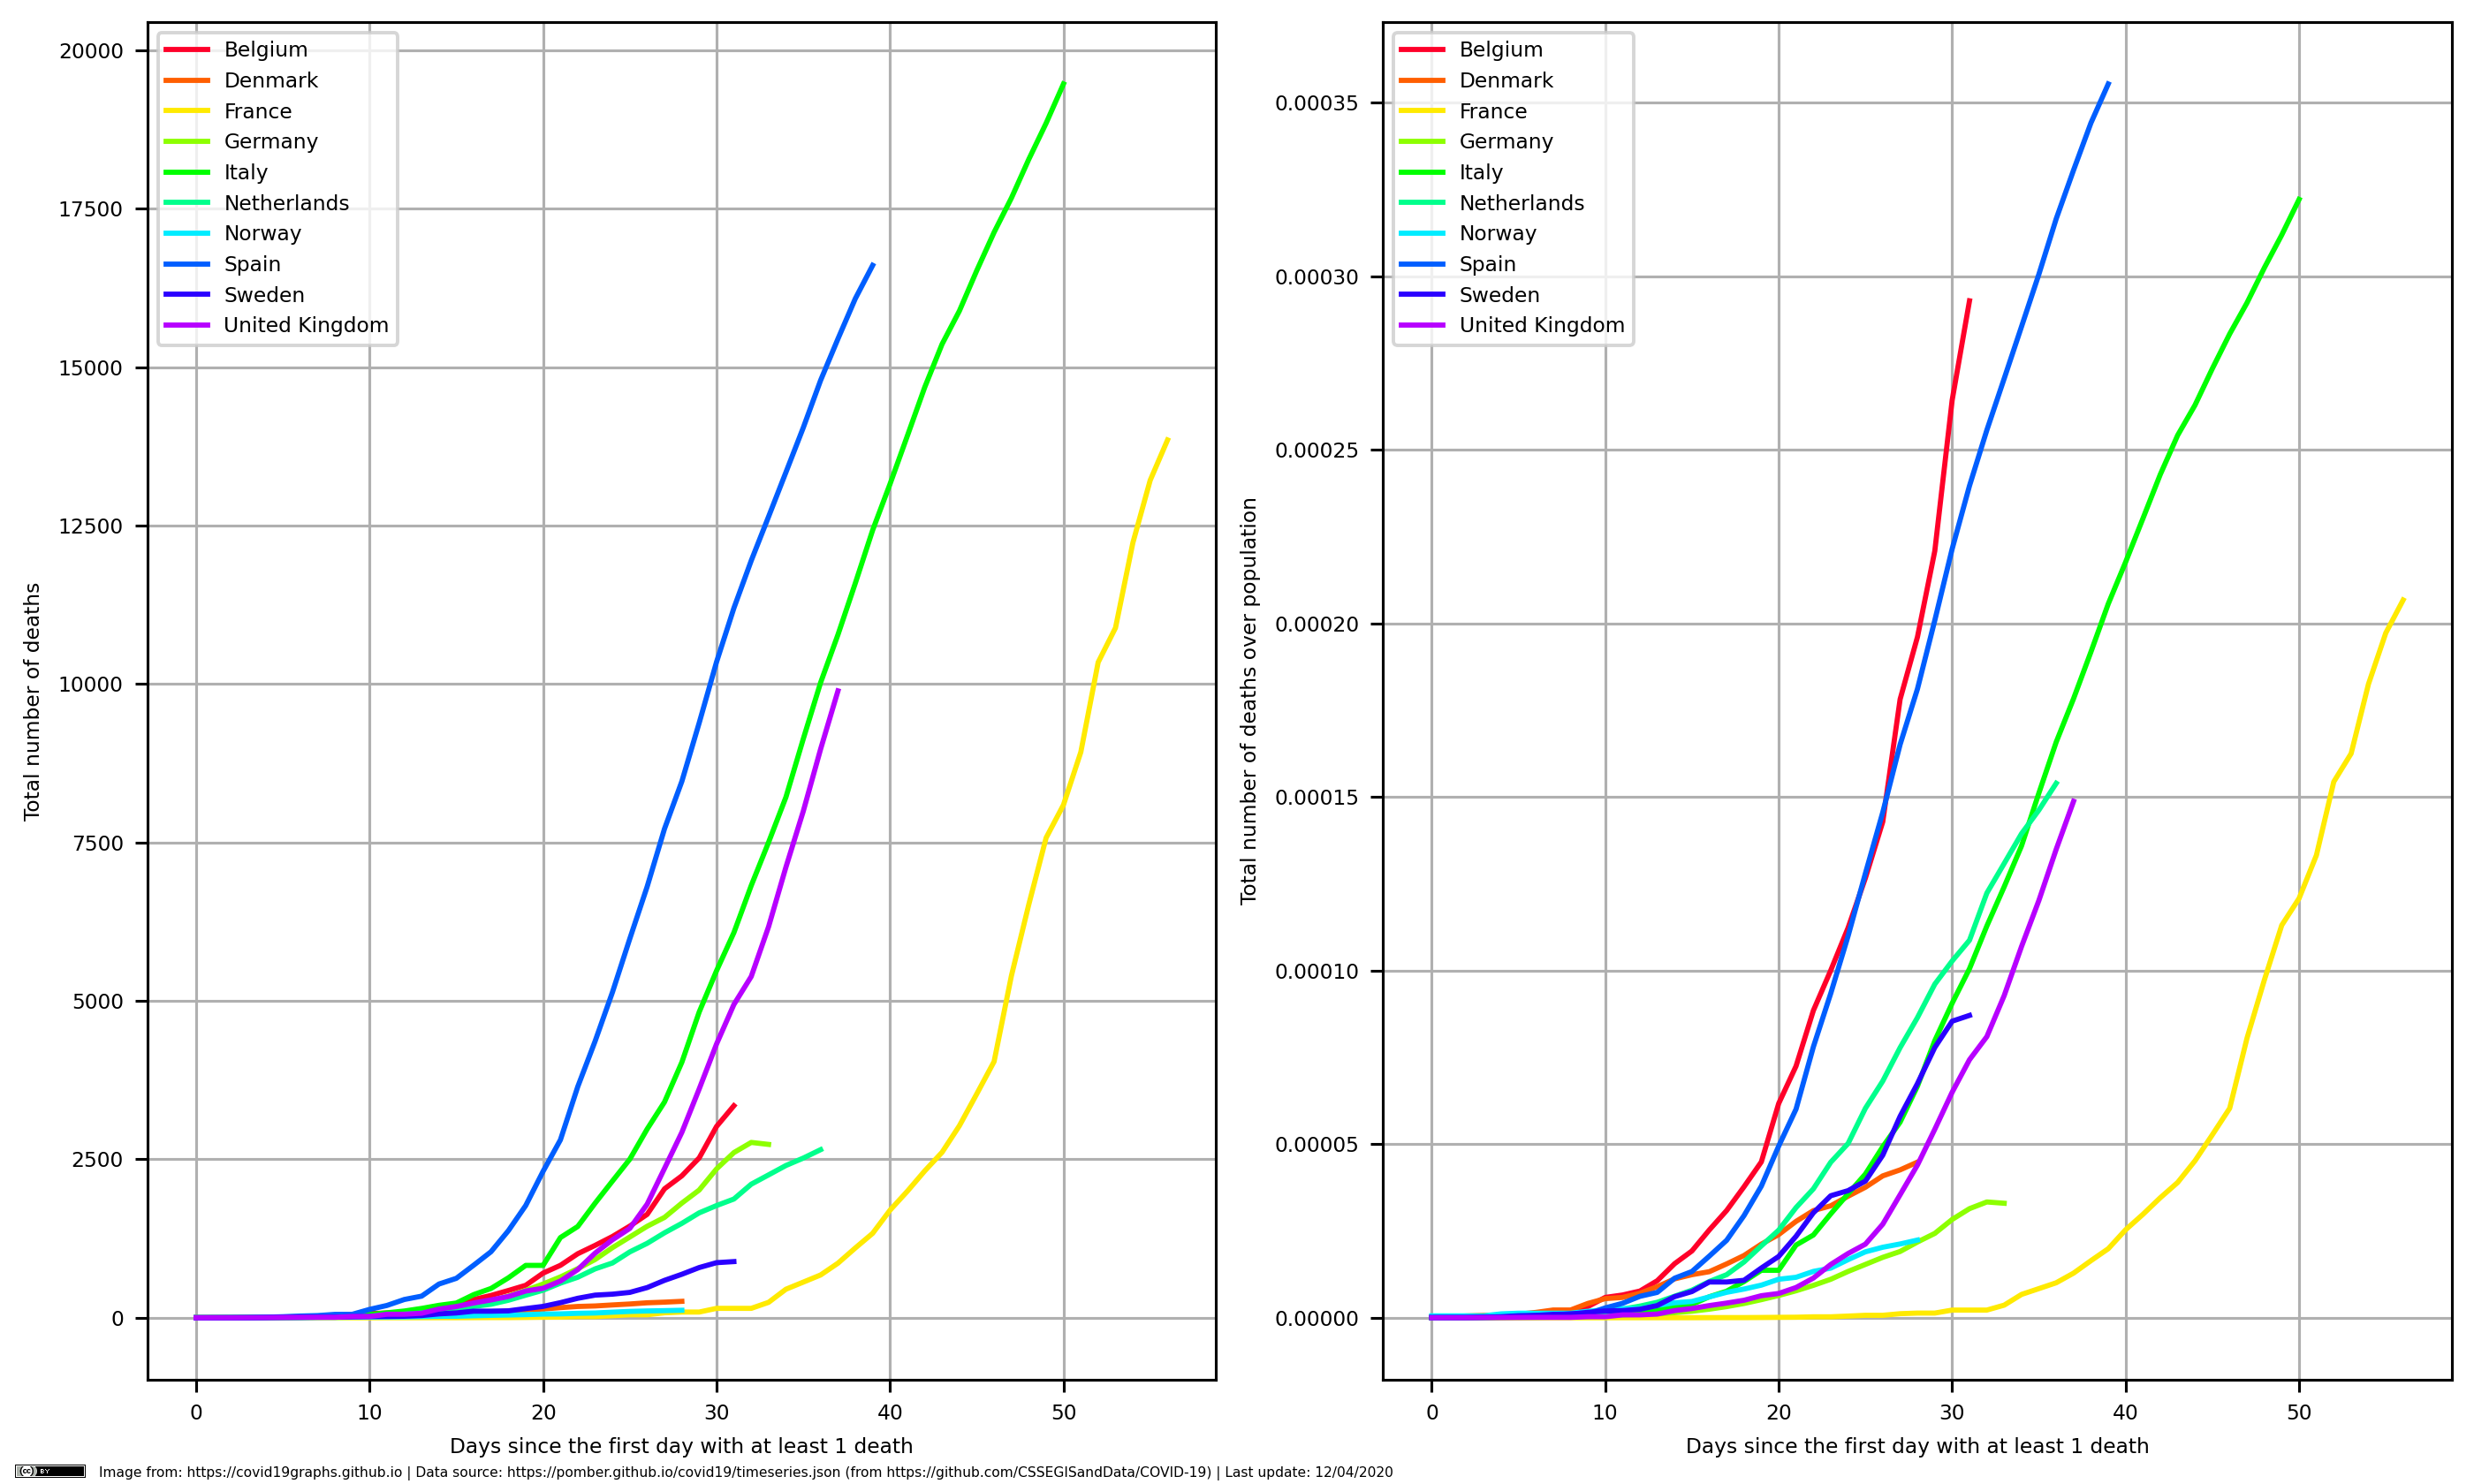 20000
17500
15000
12500
10000
7500
5000
2500
0
Total number of deaths
Belgium
Denmark
France
Germany
Italy
Netherlands
Norway
Spain
Sweden
United Kingdom
0 10 20 30 40 50
Days since the first day with at least 1 death
0.00035
0.00030
0.00025
0.00020
0.00015
0.00010
0.00005
0.00000
Total number of deaths over population
Belgium
Denmark
France
Germany
Italy
Netherlands
Norway
Spain
Sweden
United Kingdom
0 10 20 30 40 50
Days since the first day with at least 1 death
(cc) BY Image from: https://covid19graphs.github.io | Data source: https://pomber.github.io/covid19/timeseries.json (from https://github.com/CSSEGISandData/COVID-19) | Last update: 12/04/2020